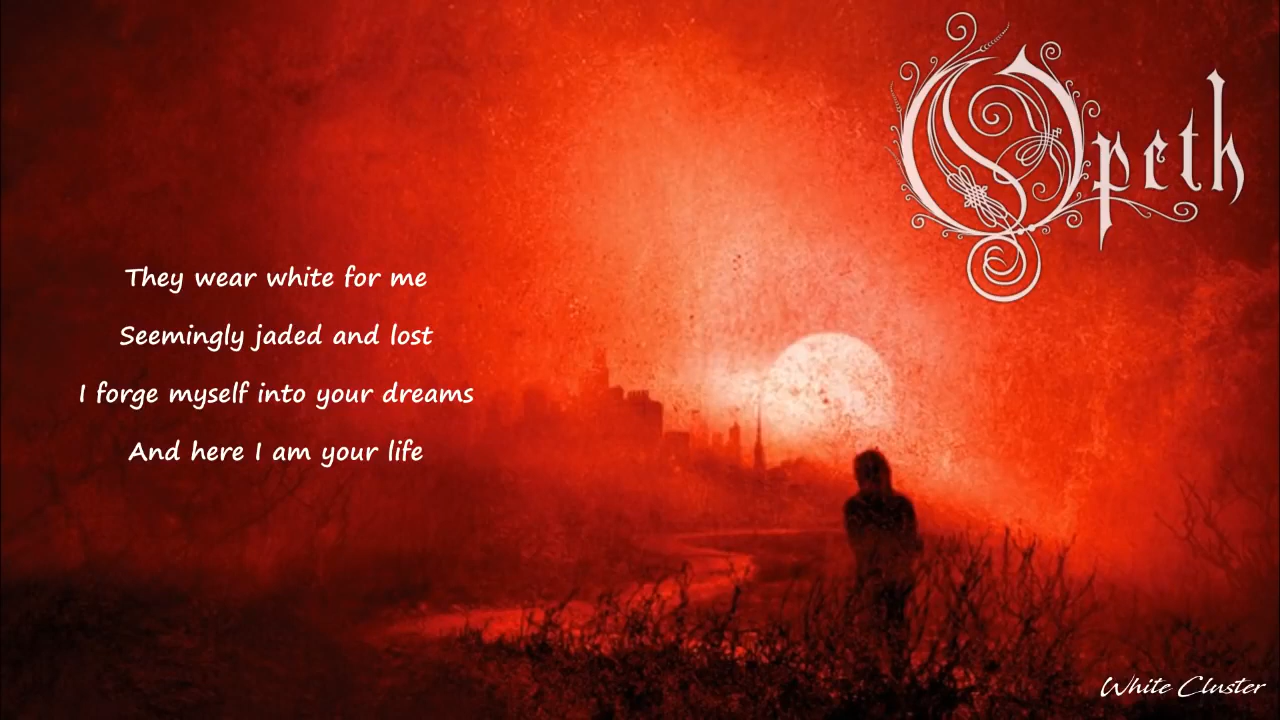 Opeth
They wear white for me
Seemingly jaded and lost
I forge myself into your dreams
And here I am your life
White Cluster